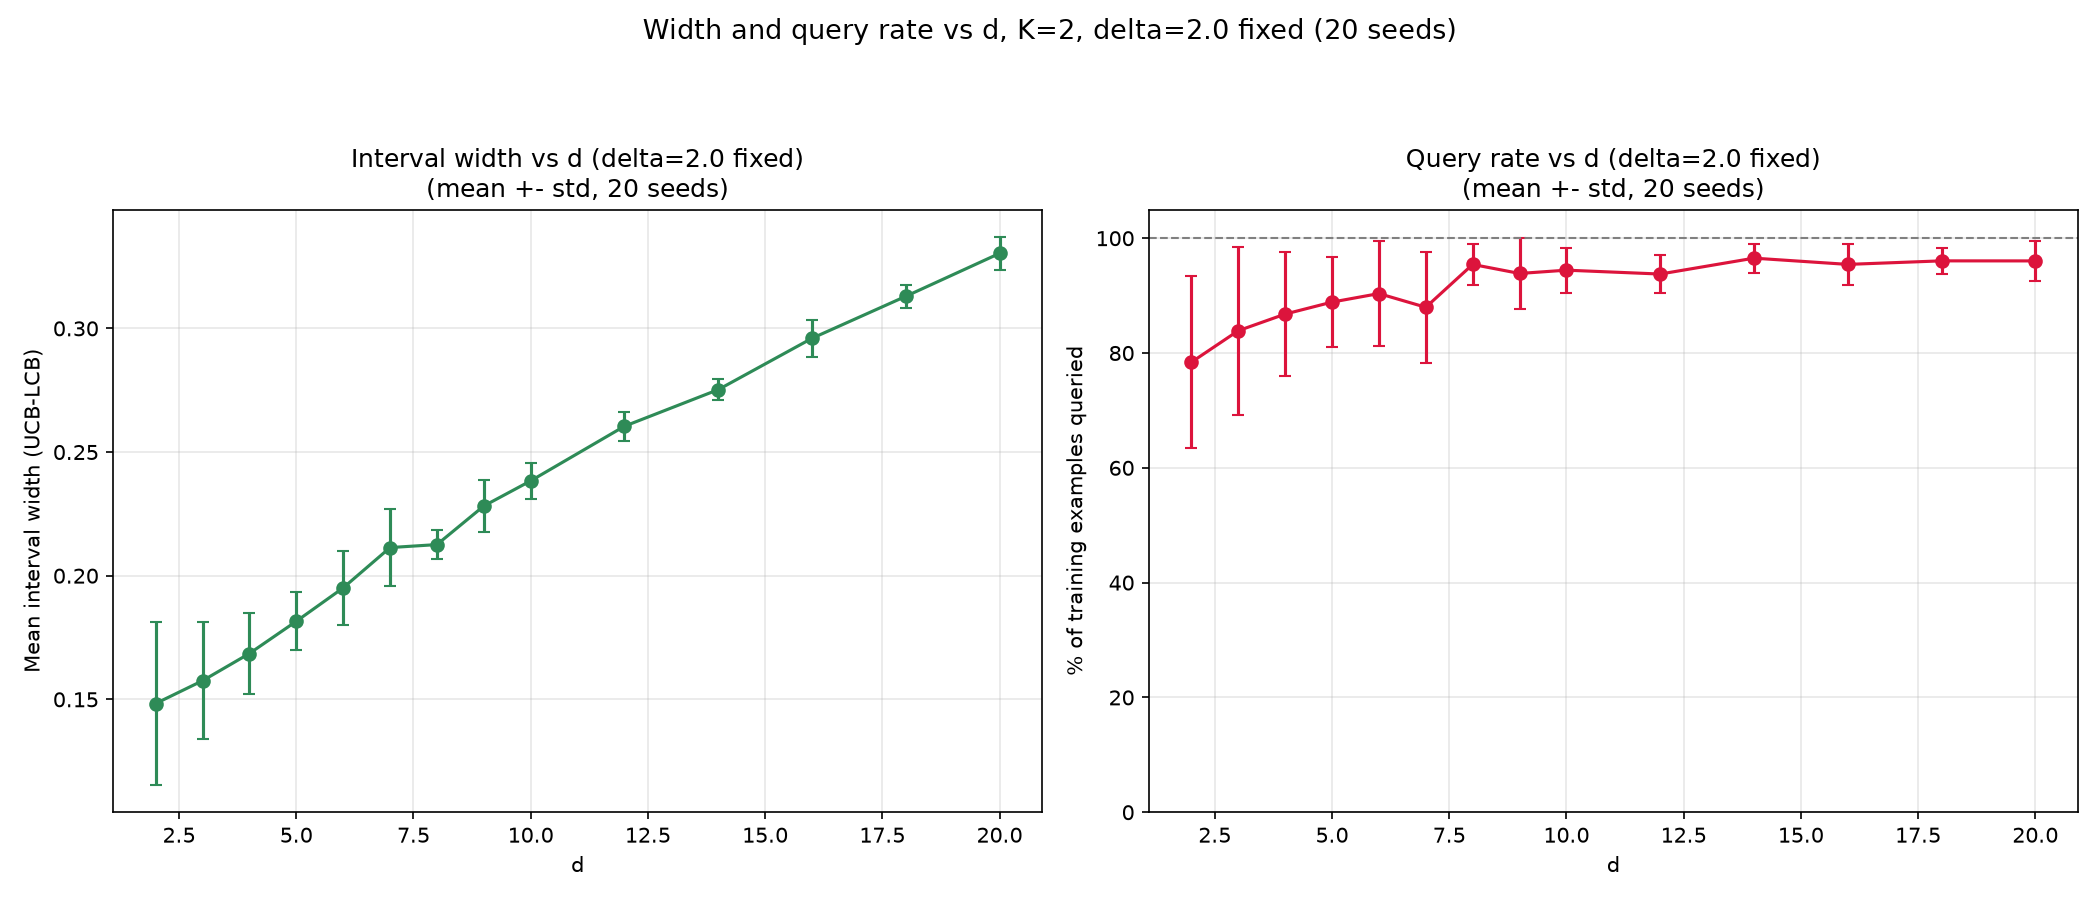 Width and query rate vs d, K=2, delta=2.0 fixed (20 seeds)
Interval width vs d (delta=2.0 fixed)
(mean +- std, 20 seeds)
Mean interval width (UCB-LCB)
0.30
0.25
0.20
0.15
2.5 5.0 7.5 10.0 12.5 15.0 17.5 20.0
d
Query rate vs d (delta=2.0 fixed)
(mean +- std, 20 seeds)
% of training examples queried
100
80
60
40
20
0
2.5 5.0 7.5 10.0 12.5 15.0 17.5 20.0
d